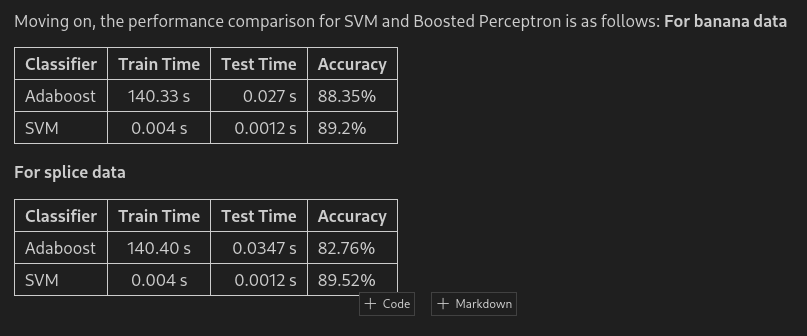 Moving on, the performance comparison for SVM and Boosted Perceptron is as follows: For banana data
Classifier Train Time Test Time Accuracy
Adaboost 140.33 s 0.027 s 88.35%
SVM 0.004 s 0.0012 s 89.2%
For splice data
Classifier Train Time Test Time Accuracy
Adaboost 140.40 s 0.0347 s 82.76%
SVM 0.004 s 0.0012 s 89.52%
+ Code + Markdown